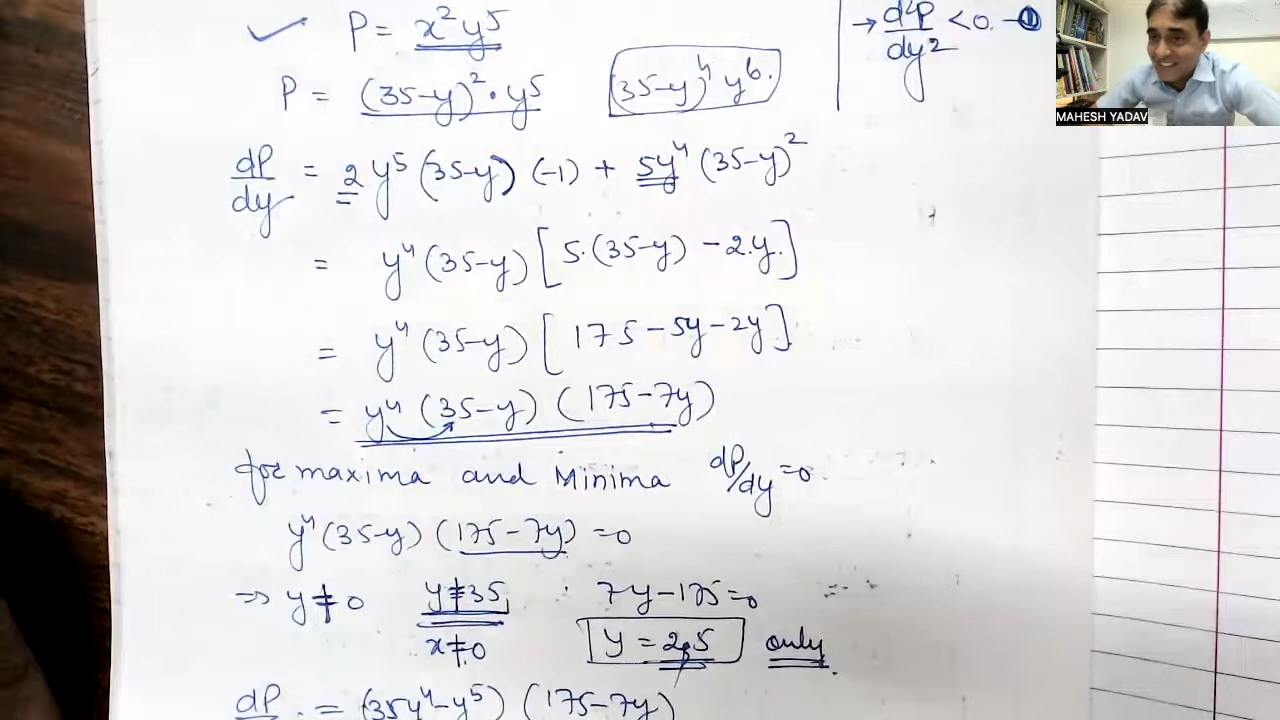 ✓ P = x²y⁵
P = (35-y)²·y⁵ (35-y)⁴ y⁶.
→ d²P/dy² < 0. -①
MAHESH YADAV
dP/dy = 2 y⁵ (35-y) (-1) + 5y⁴ (35-y)²
= y⁴ (35-y) [5.(35-y) - 2.y.]
= y⁴ (35-y) [175-5y-2y]
= y⁴ (35-y) (175-7y)
for maxima and Minima dP/dy = 0.
y⁴ (35-y) (175-7y) = 0
⇒ y ≠ 0 y ≠ 35 7y-175 = 0
x ≠ 0 y = 25 only
dP = (35y⁴-y⁵) (175-7y)